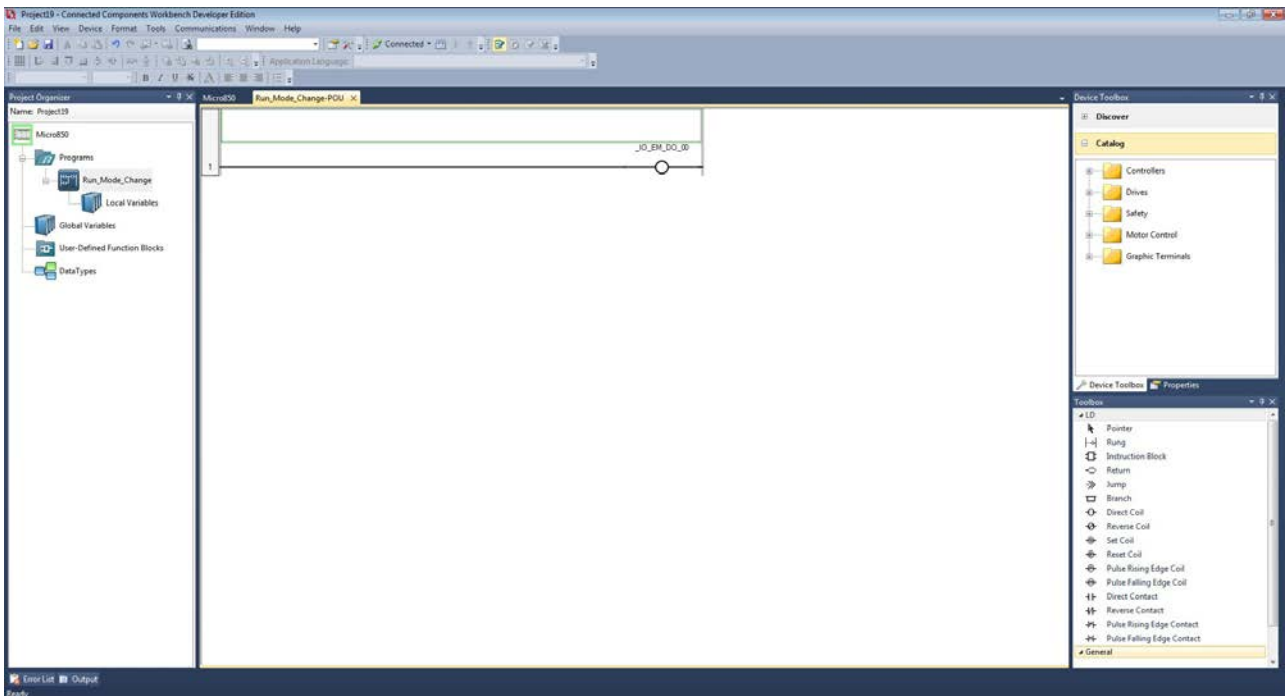 Project19 - Connected Components Workbench Developer Edition
File Edit View Device Format Tools Communications Window Help
Connected
Application Language:
B I U
Project Organizer
Name: Project19
Micro850
Programs
Run_Mode_Change
Local Variables
Global Variables
User-Defined Function Blocks
DataTypes
Micro850 Run_Mode_Change-POU
_IO_EM_DO_00
1
Device Toolbox
Discover
Catalog
Controllers
Drives
Safety
Motor Control
Graphic Terminals
Device Toolbox Properties
Toolbox
LD
Pointer
Rung
Instruction Block
Return
Jump
Branch
Direct Coil
Reverse Coil
Set Coil
Reset Coil
Pulse Rising Edge Coil
Pulse Falling Edge Coil
Direct Contact
Reverse Contact
Pulse Rising Edge Contact
Pulse Falling Edge Contact
General
Error List Output
Ready